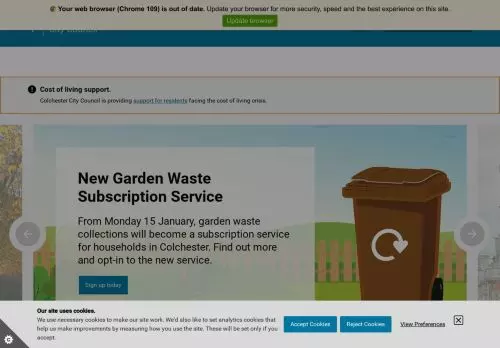 Your web browser (Chrome 109) is out of date. Update your browser for more security, speed and the best experience on this site.
Update browser
City Council
Cost of living support.
Colchester City Council is providing support for residents facing the cost of living crisis.
New Garden Waste
Subscription Service
From Monday 15 January, garden waste
collections will become a subscription service
for households in Colchester. Find out more
and opt-in to the new service.
Sign up today
Our site uses cookies.
We use necessary cookies to make our site work. We'd also like to set analytics cookies that
help us make improvements by measuring how you use the site. These will be set only if you
accept.
Accept Cookies
Reject Cookies
View Preferences